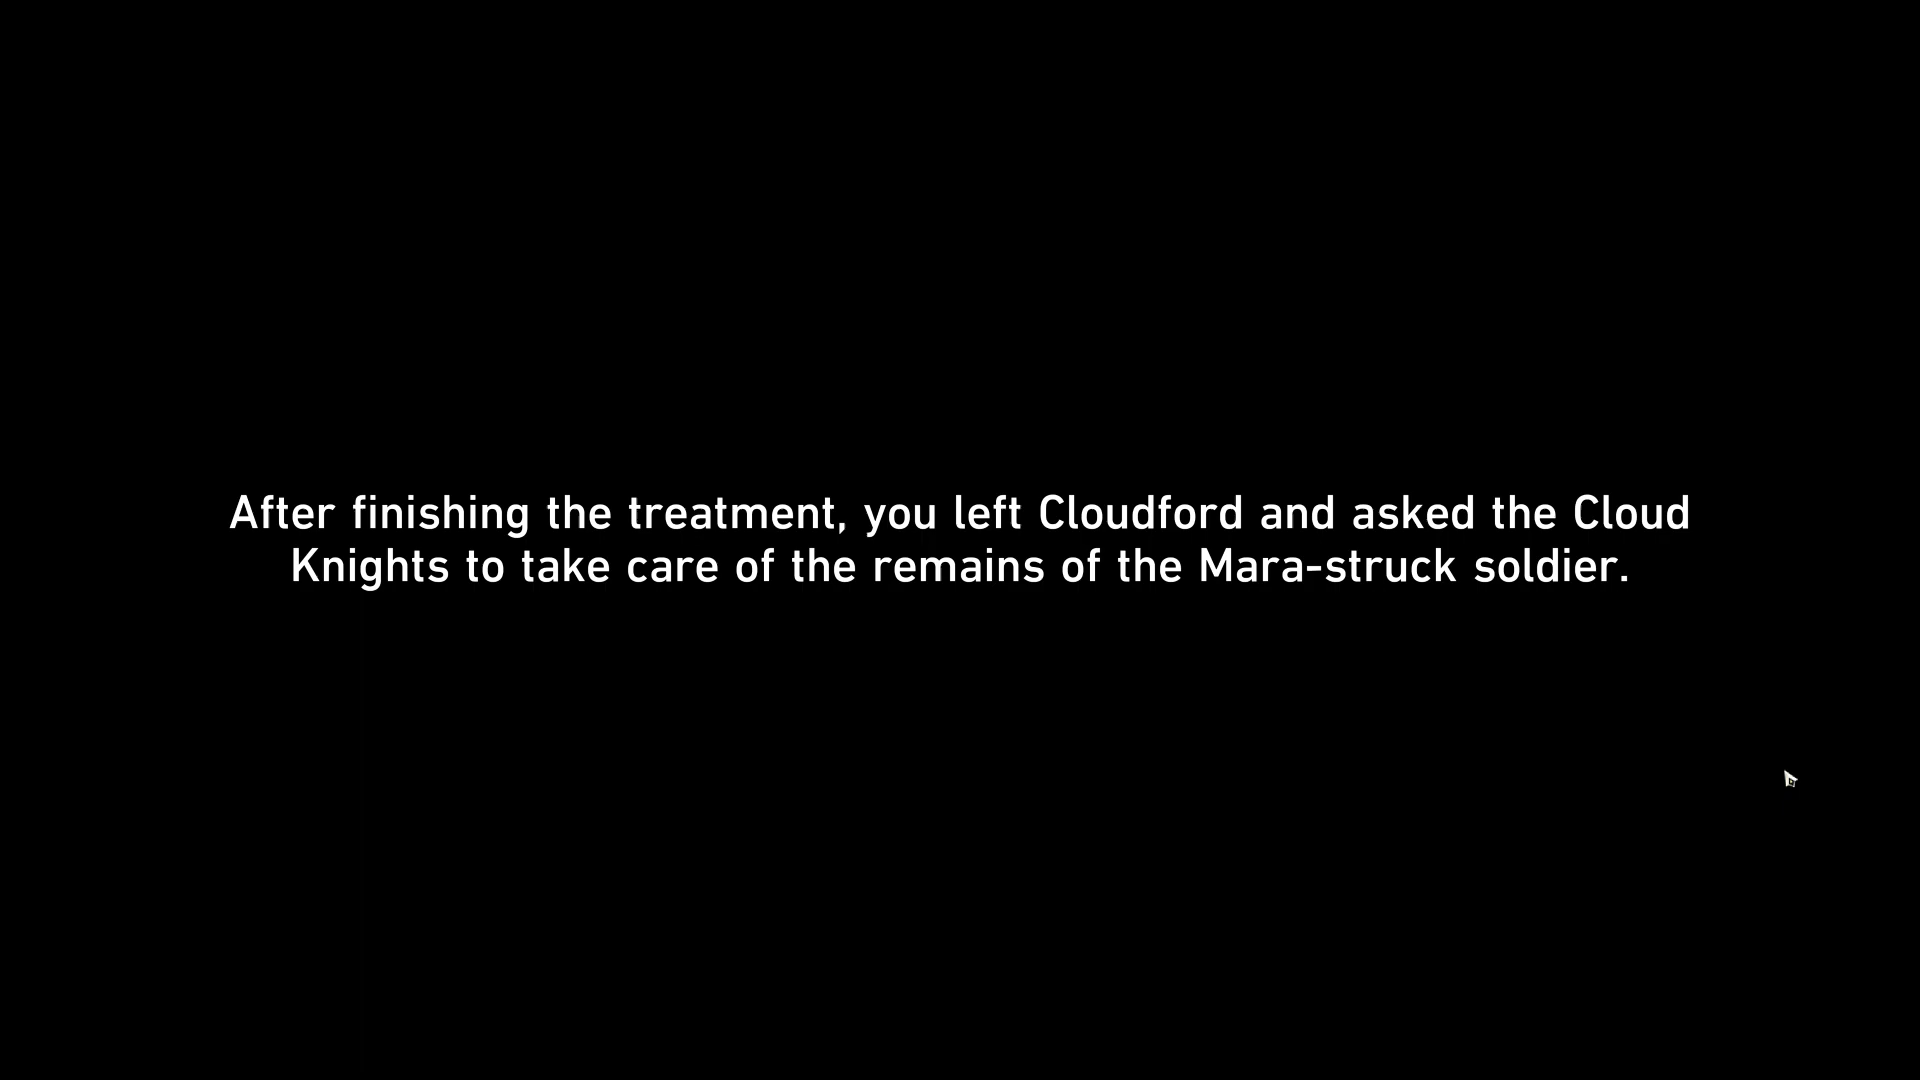 After finishing the treatment, you left Cloudford and asked the Cloud
Knights to take care of the remains of the Mara-struck soldier.